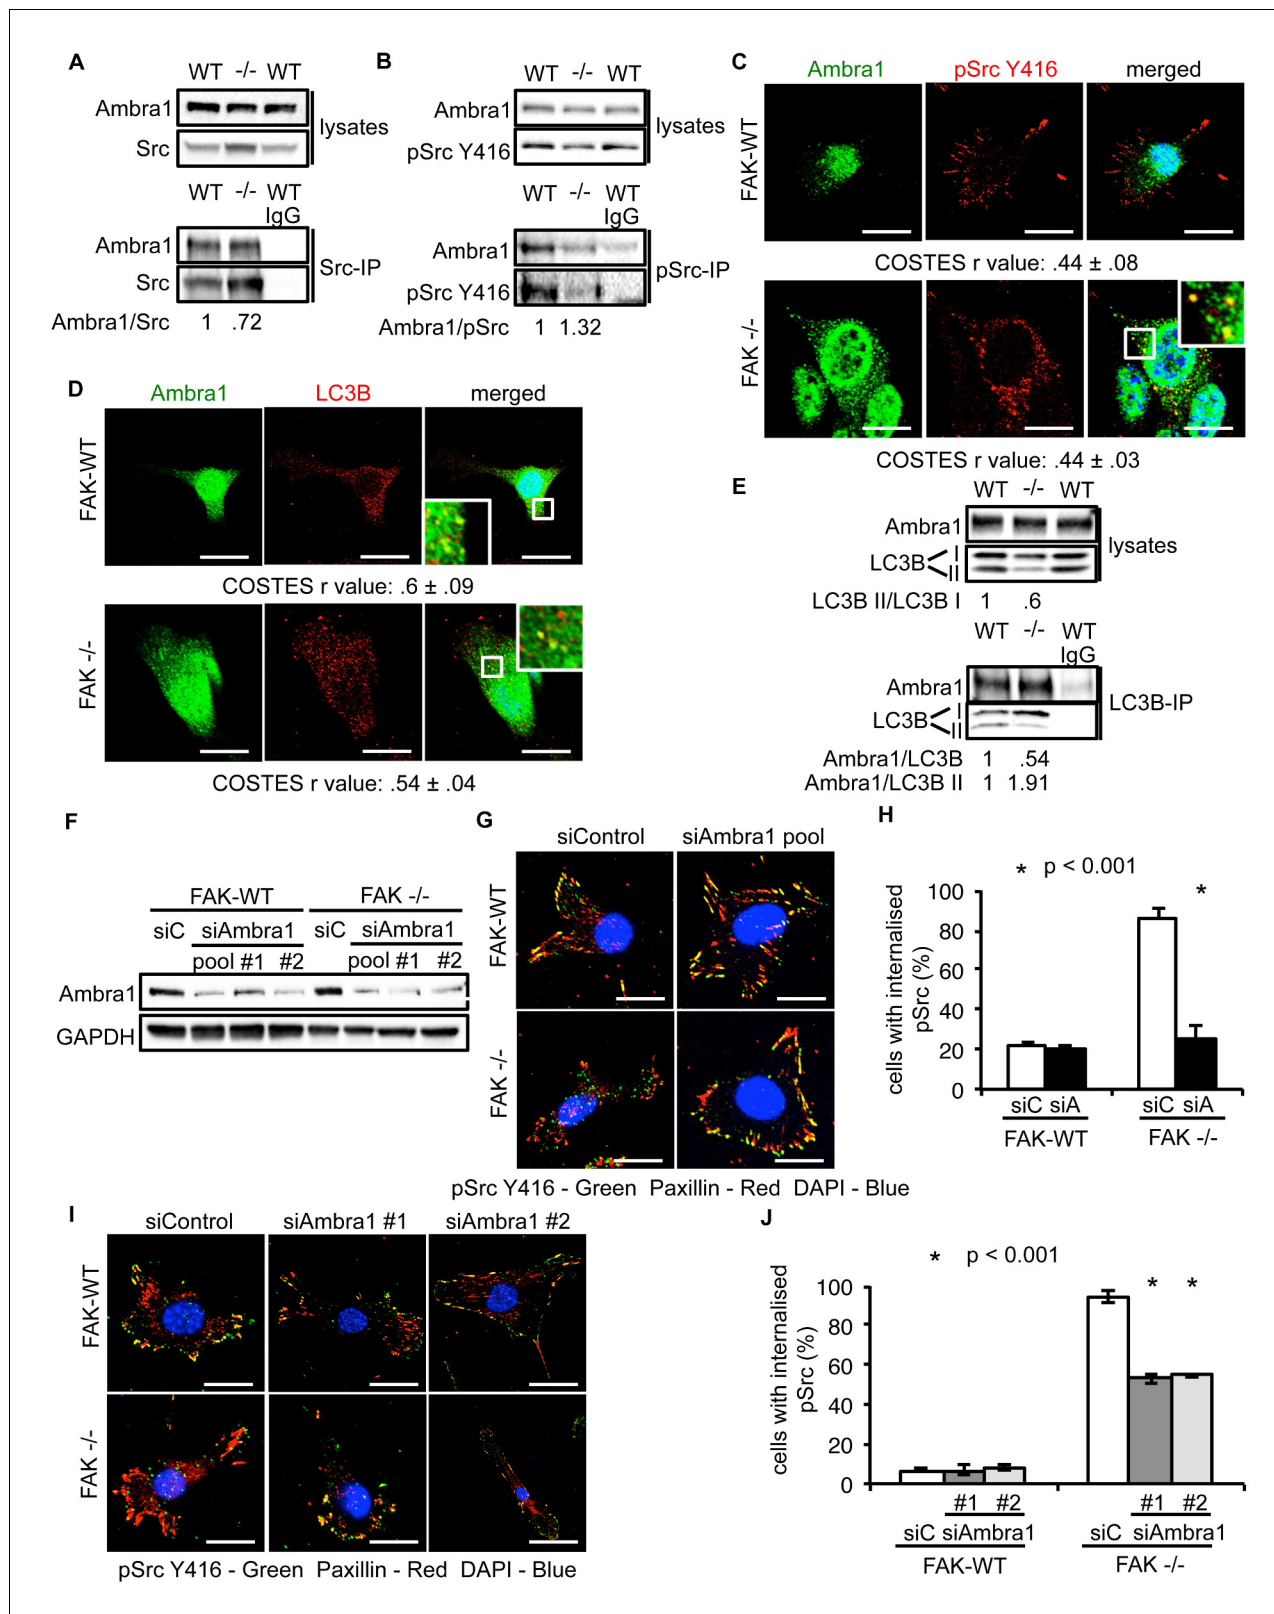 A
WT -/- WT
Ambra1
Src
lysates
WT -/- WT
IgG
Ambra1
Src
Src-IP
Ambra1/Src 1 .72
B
WT -/- WT
Ambra1
pSrc Y416
lysates
WT -/- WT
IgG
Ambra1
pSrc Y416
pSrc-IP
Ambra1/pSrc 1 1.32
C
Ambra1 pSrc Y416 merged
FAK-WT
COSTES r value: .44 ± .08
FAK -/-
COSTES r value: .44 ± .03
D
Ambra1 LC3B merged
FAK-WT
COSTES r value: .6 ± .09
FAK -/-
COSTES r value: .54 ± .04
E
WT -/- WT
Ambra1
LC3B I
II
lysates
LC3B II/LC3B I 1 .6
WT -/- WT
IgG
Ambra1
LC3B I
II
LC3B-IP
Ambra1/LC3B 1 .54
Ambra1/LC3B II 1 1.91
F
FAK-WT FAK -/-
siC siAmbra1 siC siAmbra1
pool #1 #2 pool #1 #2
Ambra1
GAPDH
G
siControl siAmbra1 pool
FAK-WT
FAK -/-
pSrc Y416 - Green Paxillin - Red DAPI - Blue
H
* p < 0.001
*
cells with internalised
pSrc (%)
100
80
60
40
20
0
siC siA siC siA
FAK-WT FAK -/-
I
siControl siAmbra1 #1 siAmbra1 #2
FAK-WT
FAK -/-
pSrc Y416 - Green Paxillin - Red DAPI - Blue
J
* p < 0.001
* *
cells with internalised
pSrc (%)
100
80
60
40
20
0
#1 #2 #1 #2
siC siAmbra1 siC siAmbra1
FAK-WT FAK -/-